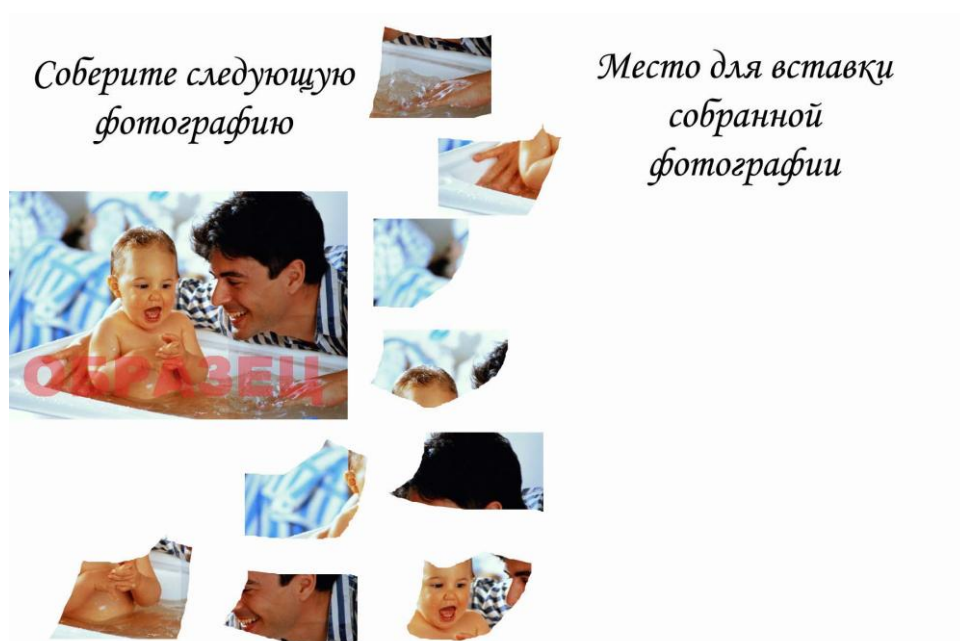 Соберите следующую
фотографию
Место для вставки
собранной
фотографии
ОБРАЗЕЦ